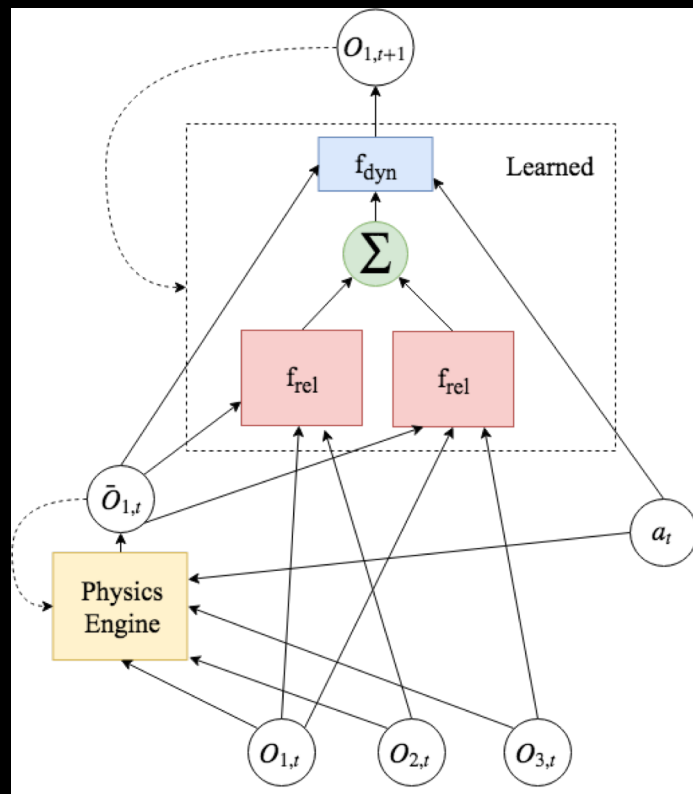 O1,t+1
Learned
fdyn
Σ
frel
frel
Ō1,t
at
Physics
Engine
O1,t
O2,t
O3,t